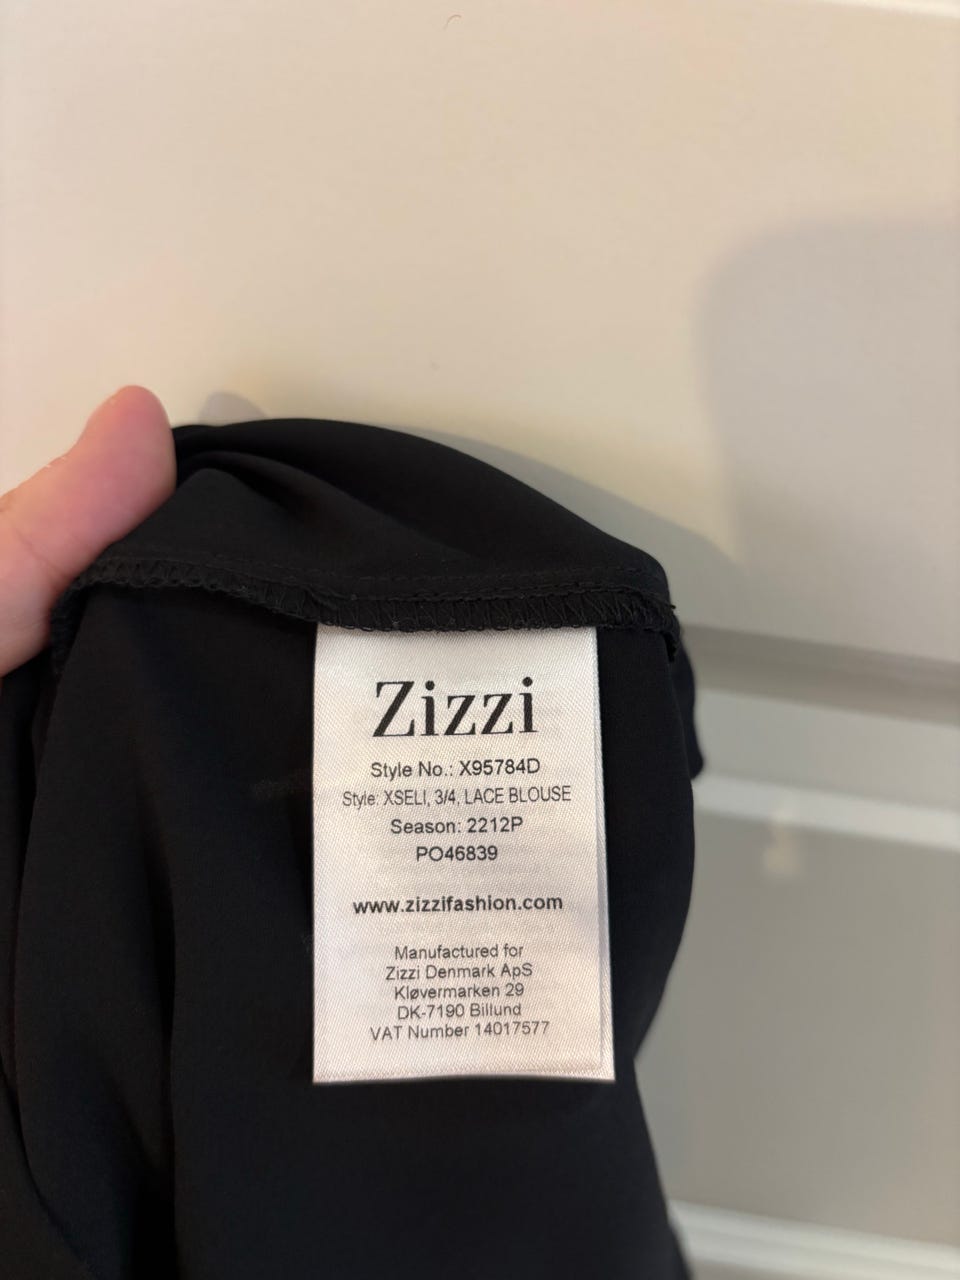 Zizzi
Style No.: X95784D
Style: XSELI, 3/4, LACE BLOUSE
Season: 2212P
PO46839
www.zizzifashion.com
Manufactured for
Zizzi Denmark ApS
Kløvermarken 29
DK-7190 Billund
VAT Number 14017577